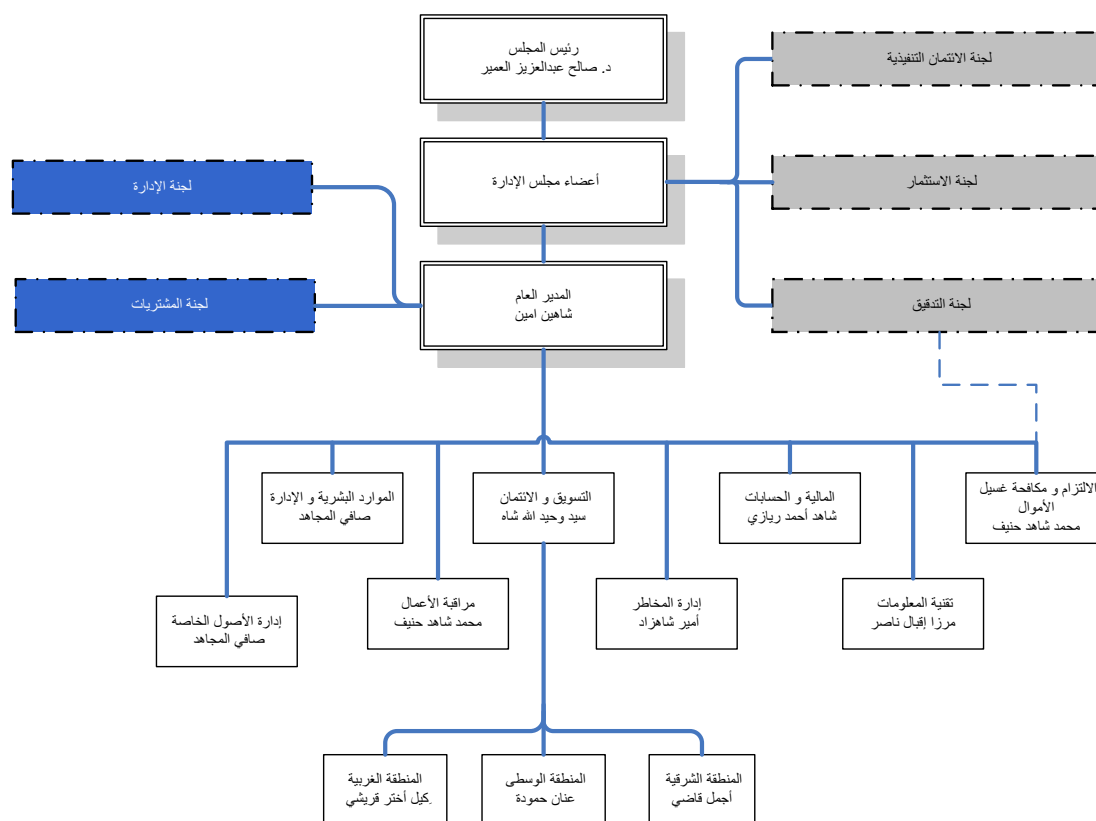 رئيس المجلس
د. صالح عبدالعزيز العمير
لجنة الائتمان التنفيذية
أعضاء مجلس الإدارة
لجنة الاستثمار
لجنة الإدارة
المدير العام
شاهين امين
لجنة التدقيق
لجنة المشتريات
الالتزام و مكافحة غسيل
الأموال
محمد شاهد حنيف
المالية و الحسابات
شاهد أحمد ريازي
التسويق و الائتمان
سيد وحيد الله شاه
الموارد البشرية و الإدارة
صافي المجاهد
تقنية المعلومات
مرزا إقبال ناصر
إدارة المخاطر
أمير شاهزاد
مراقبة الأعمال
محمد شاهد حنيف
إدارة الأصول الخاصة
صافي المجاهد
المنطقة الشرقية
أجمل قاضي
المنطقة الوسطى
عنان حمودة
المنطقة الغربية
كيل أختر قريشي.